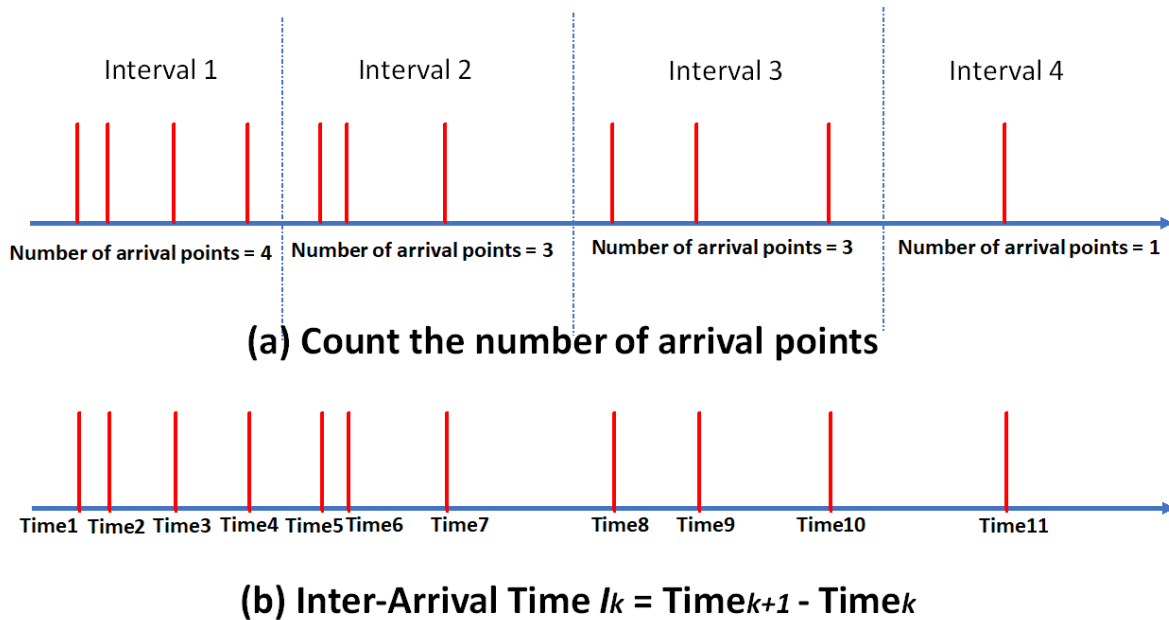 Interval 1
Interval 2
Interval 3
Interval 4
Number of arrival points = 4
Number of arrival points = 3
Number of arrival points = 3
Number of arrival points = 1
(a) Count the number of arrival points
Time1
Time2
Time3
Time4
Time5
Time6
Time7
Time8
Time9
Time10
Time11
(b) Inter-Arrival Time Ik = Timek+1 - Timek